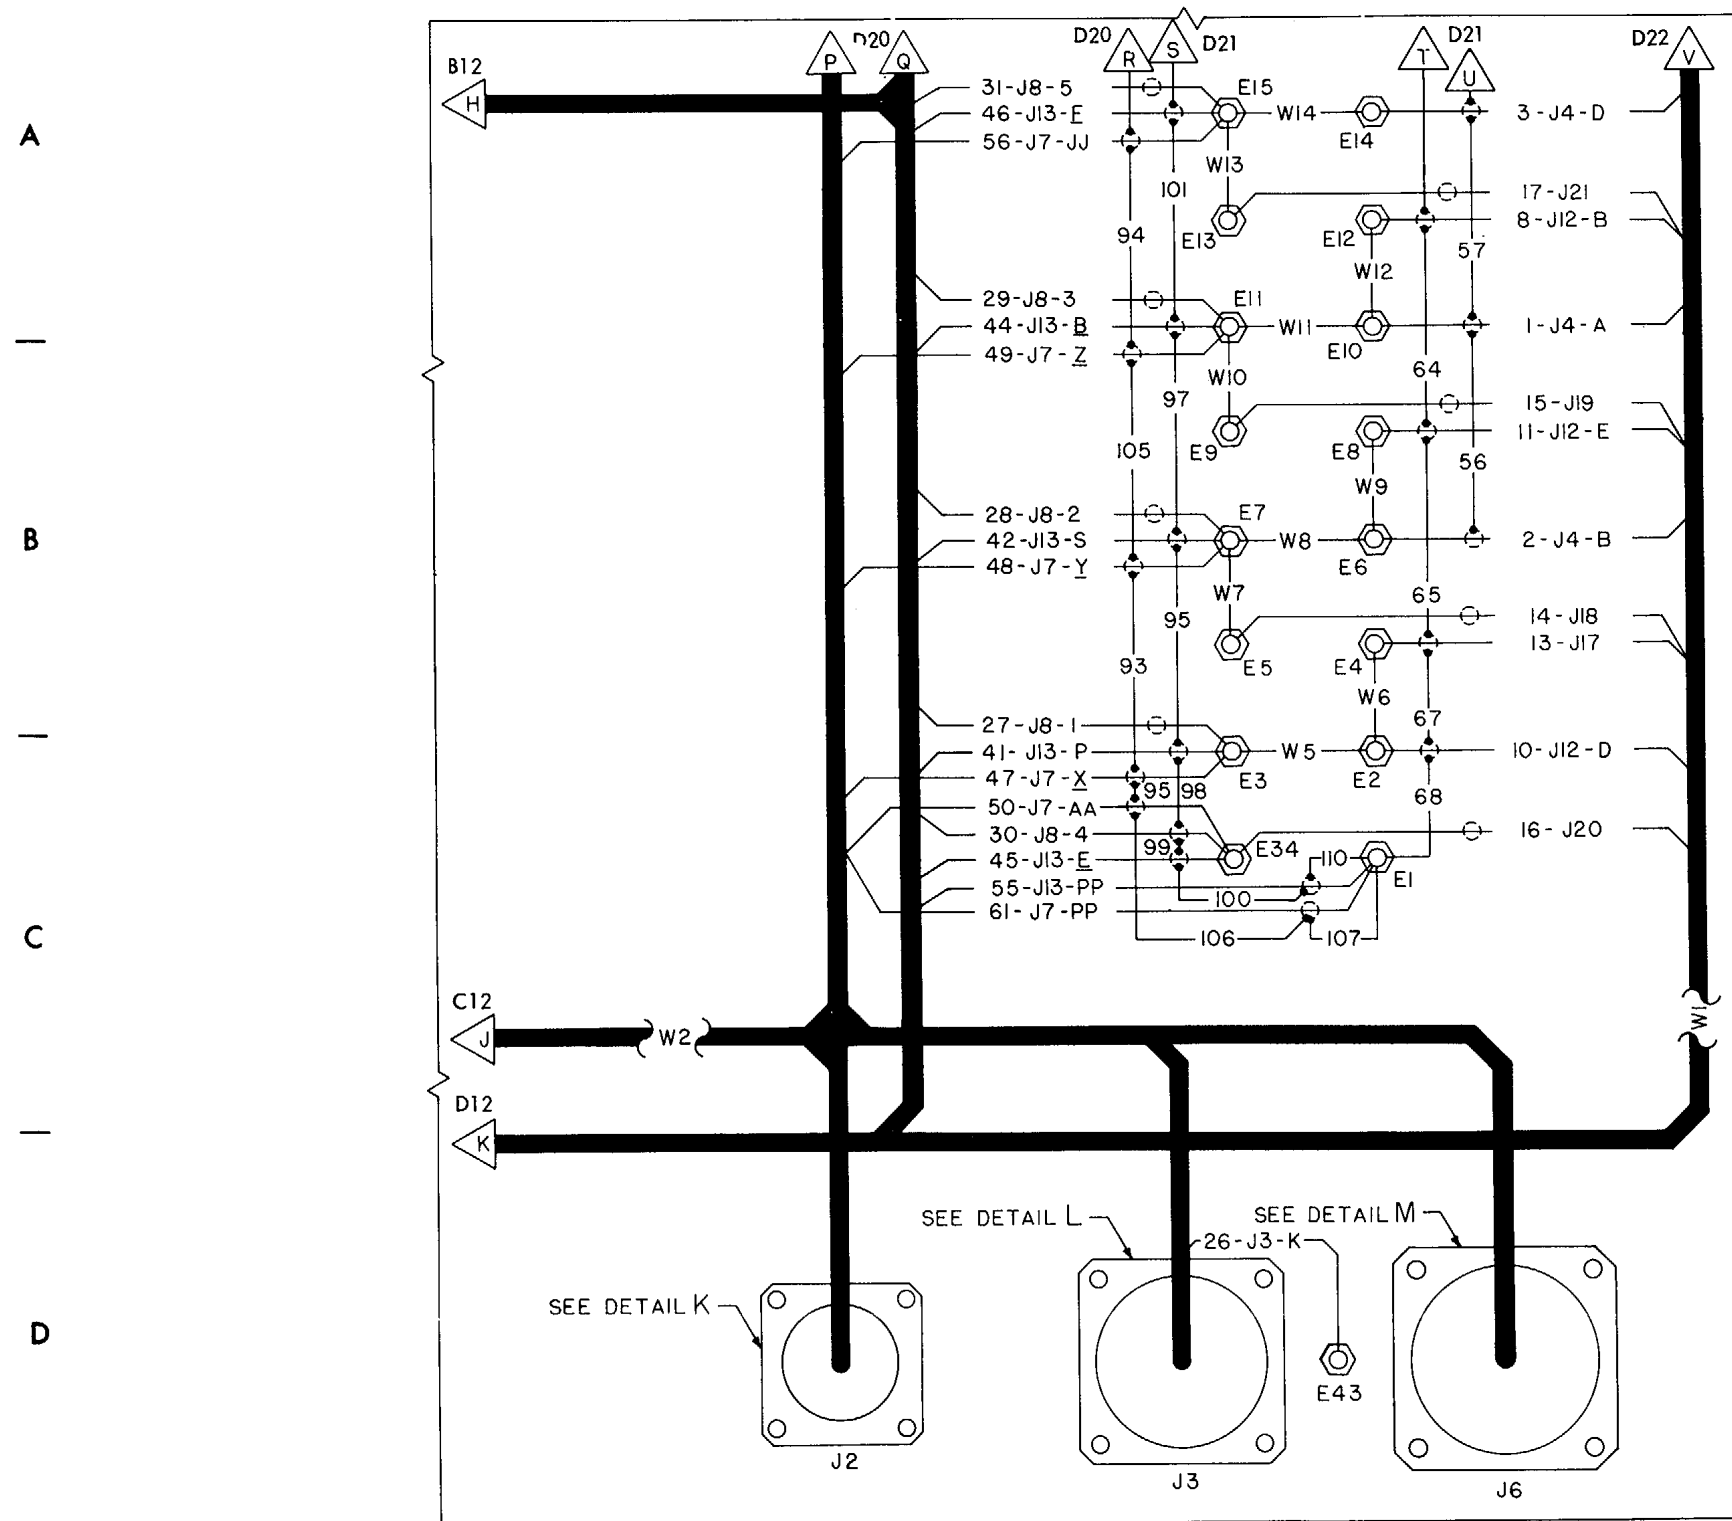 D20 D20 D21 D21 D22
P Q R S T U V
B12
H
31-J8-5 E15
46-J13-F W14 3-J4-D
A
56-J7-JJ E14
W13
101 17-J21
8-J12-B
94 E13 E12
57
W12
29-J8-3 E11
44-J13-B W11 1-J4-A
49-J7-Z E10
64
W10
97 15-J19
11-J12-E
105 E9 E8
56
W9
28-J8-2 E7
B
42-J13-S W8 2-J4-B
48-J7-Y E6
W7 65
95 14-J18
13-J17
93 E5 E4
W6
67
27-J8-1
41-J13-P W5 10-J12-D
47-J7-X E3 E2
95 98 68
50-J7-AA
30-J8-4 16-J20
99 E34
45-J13-E 110
E1
55-J13-PP
100
61-J7-PP
C
106 107
C12
J W2 W1
D12
K
SEE DETAIL L SEE DETAIL M
26-J3-K
SEE DETAIL K
D
E43
J2
J3
J6